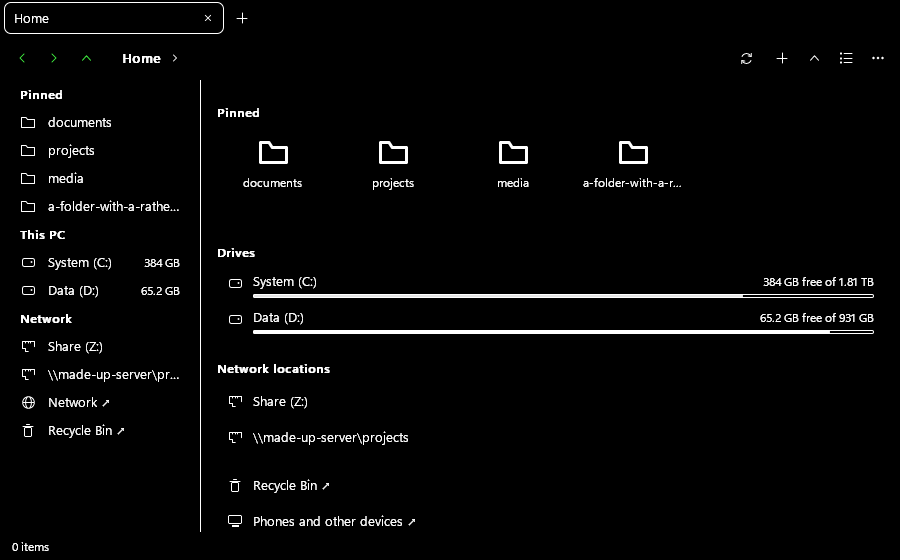 Home
Home
Pinned
documents
projects
media
a-folder-with-a-rathe...
This PC
System (C:) 384 GB
Data (D:) 65.2 GB
Network
Share (Z:)
\\made-up-server\pr...
Network ↗
Recycle Bin ↗
Pinned
documents projects media a-folder-with-a-r...
Drives
System (C:) 384 GB free of 1.81 TB
Data (D:) 65.2 GB free of 931 GB
Network locations
Share (Z:)
\\made-up-server\projects
Recycle Bin ↗
Phones and other devices ↗
0 items